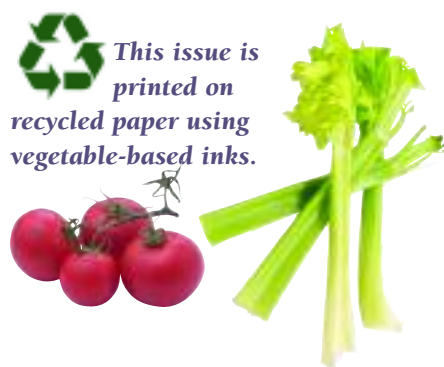 This issue is
printed on
recycled paper using
vegetable-based inks.